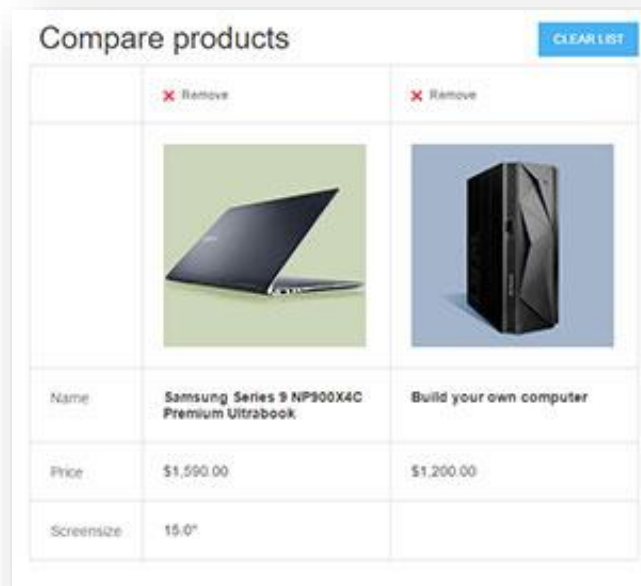 Compare products
CLEAR LIST
Remove
Remove
Name
Samsung Series 9 NP900X4C
Premium Ultrabook
Build your own computer
Price
$1,590.00
$1,200.00
Screensize
15.0"